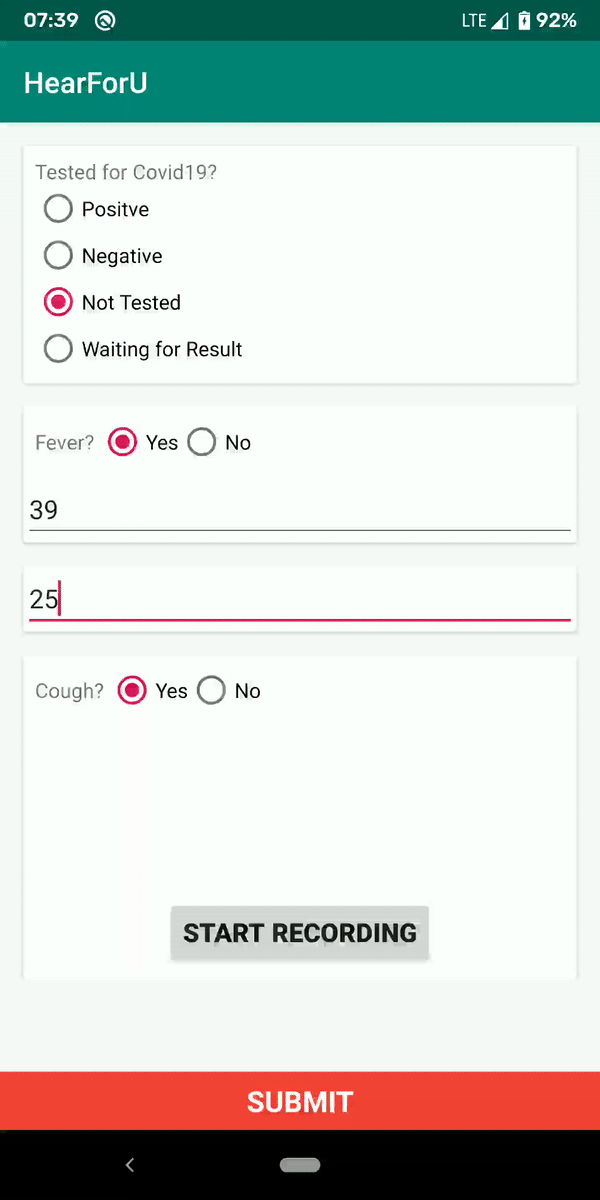 07:39 LTE 92%
HearForU
Tested for Covid19?
Positve
Negative
Not Tested
Waiting for Result
Fever? Yes No
39
25
Cough? Yes No
START RECORDING
SUBMIT